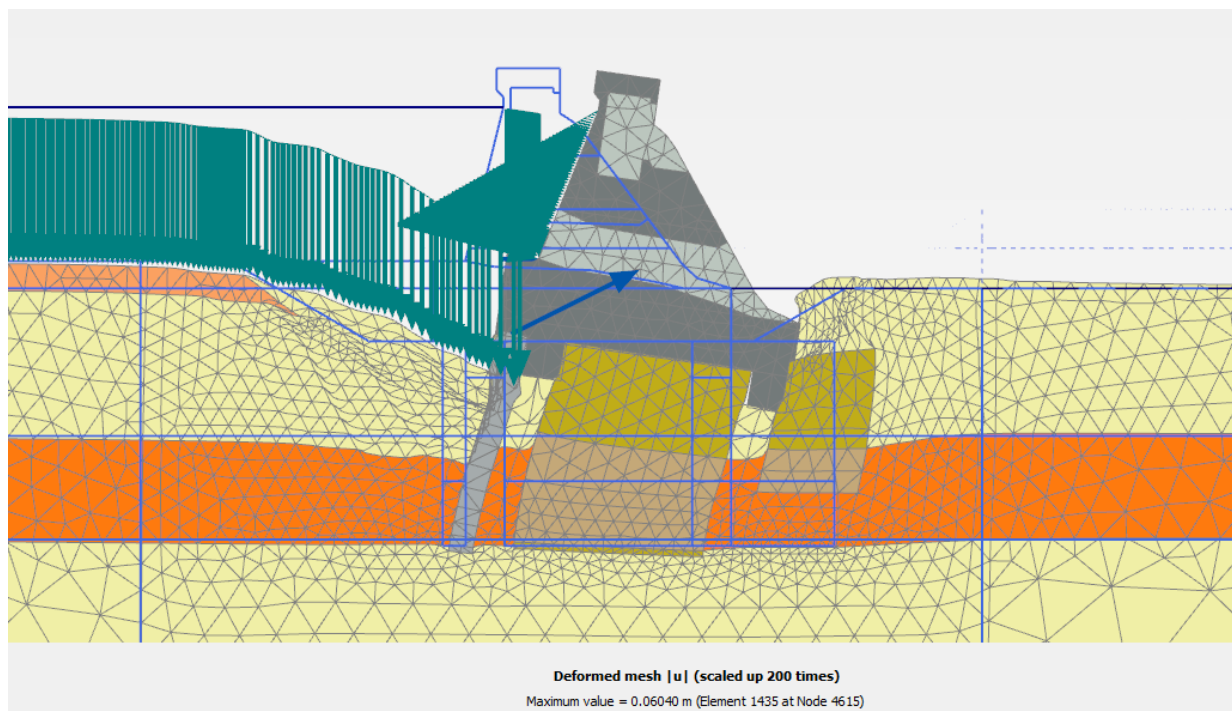 Deformed mesh |u| (scaled up 200 times)
Maximum value = 0.06040 m (Element 1435 at Node 4615)